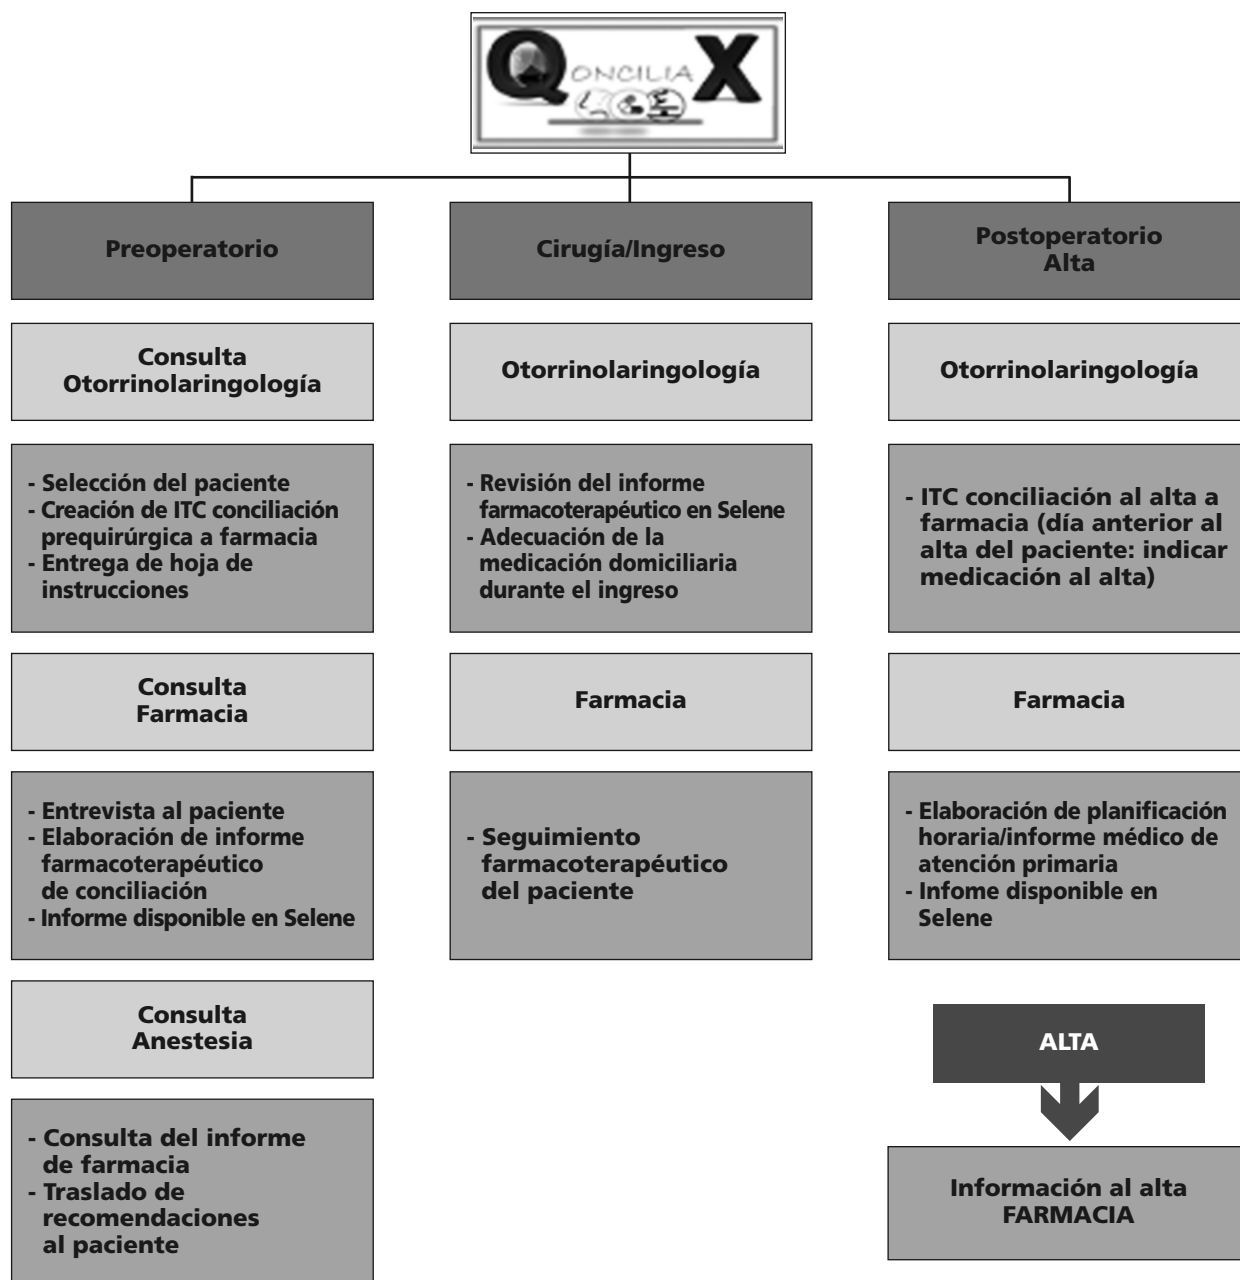 QONCILIA X
Preoperatorio
Consulta
Otorrinolaringología
- Selección del paciente
- Creación de ITC conciliación
prequirúrgica a farmacia
- Entrega de hoja de
instrucciones
Consulta
Farmacia
- Entrevista al paciente
- Elaboración de informe
farmacoterapéutico
de conciliación
- Informe disponible en Selene
Consulta
Anestesia
- Consulta del informe
de farmacia
- Traslado de
recomendaciones
al paciente
Cirugía/Ingreso
Otorrinolaringología
- Revisión del informe
farmacoterapéutico en Selene
- Adecuación de la
medicación domiciliaria
durante el ingreso
Farmacia
- Seguimiento
farmacoterapéutico
del paciente
Postoperatorio
Alta
Otorrinolaringología
- ITC conciliación al alta a
farmacia (día anterior al
alta del paciente: indicar
medicación al alta)
Farmacia
- Elaboración de planificación
horaria/informe médico de
atención primaria
- Infome disponible en
Selene
ALTA
Información al alta
FARMACIA